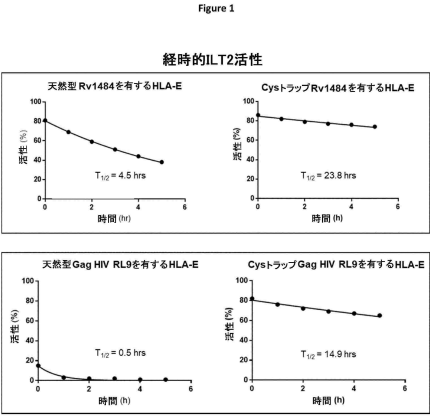 Figure 1
経時的ILT2活性
天然型 Rv1484を有するHLA-E
100
80
60
40
20
0
活性 (%)
T1/2 = 4.5 hrs
0 2 4 6
時間 (hr)
Cysトラップ Rv1484を有するHLA-E
100
80
60
40
20
0
活性 (%)
T1/2 = 23.8 hrs
0 2 4 6
時間 (h)
天然型 Gag HIV RL9を有するHLA-E
100
80
60
40
20
0
活性 (%)
T1/2 = 0.5 hrs
0 2 4 6
時間 (h)
Cysトラップ Gag HIV RL9を有するHLA-E
100
80
60
40
20
0
活性 (%)
T1/2 = 14.9 hrs
0 2 4 6
時間 (h)